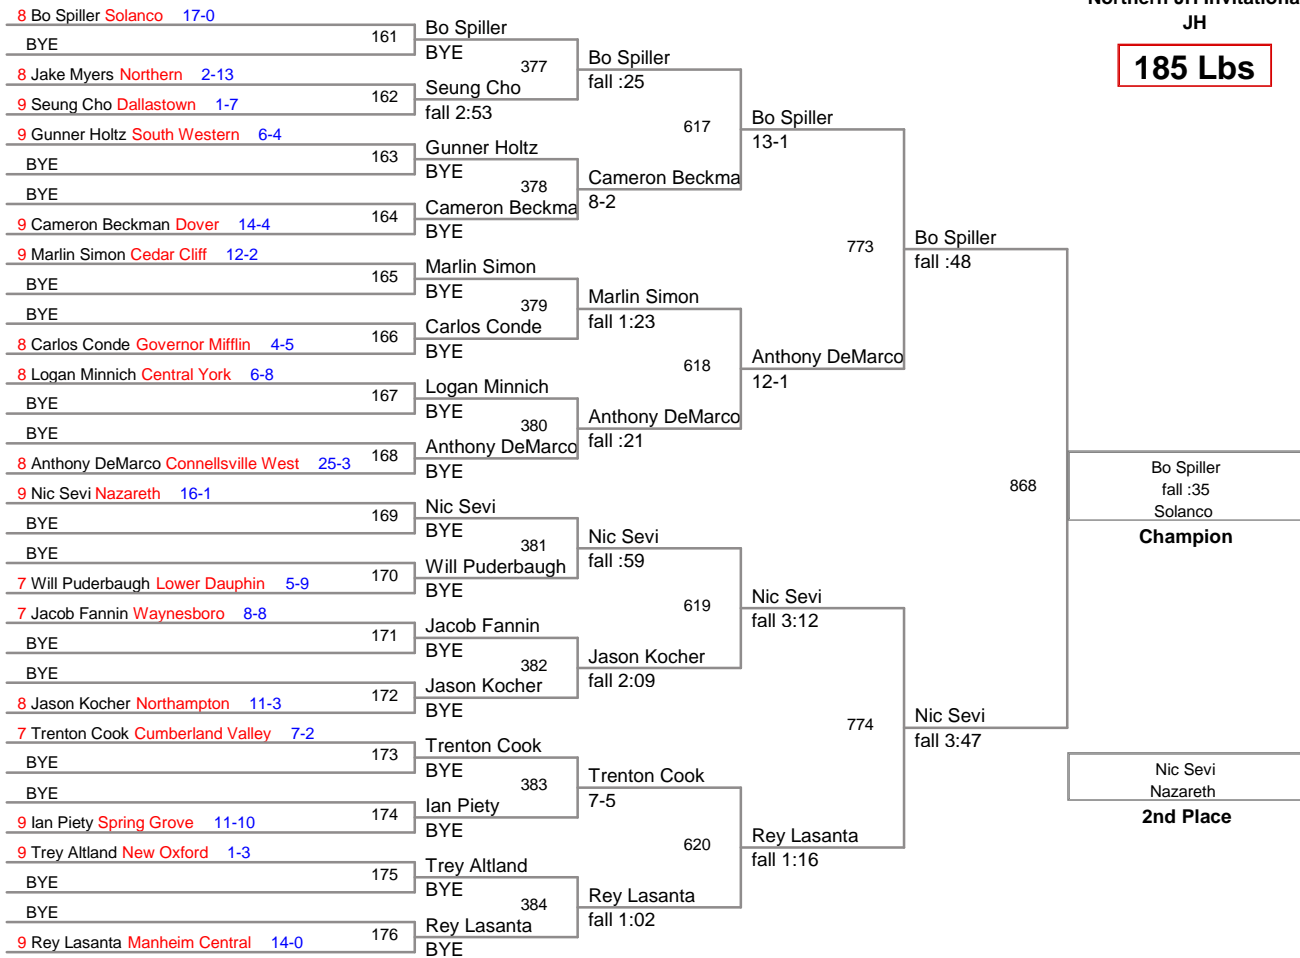 Northern JH Invitationa
JH
185 Lbs
8 Bo Spiller Solanco 17-0
BYE
8 Jake Myers Northern 2-13
9 Seung Cho Dallastown 1-7
9 Gunner Holtz South Western 6-4
BYE
BYE
9 Cameron Beckman Dover 14-4
9 Marlin Simon Cedar Cliff 12-2
BYE
BYE
8 Carlos Conde Governor Mifflin 4-5
8 Logan Minnich Central York 6-8
BYE
BYE
8 Anthony DeMarco Connellsville West 25-3
9 Nic Sevi Nazareth 16-1
BYE
BYE
7 Will Puderbaugh Lower Dauphin 5-9
7 Jacob Fannin Waynesboro 8-8
BYE
BYE
8 Jason Kocher Northampton 11-3
7 Trenton Cook Cumberland Valley 7-2
BYE
BYE
9 Ian Piety Spring Grove 11-10
9 Trey Altland New Oxford 1-3
BYE
BYE
9 Rey Lasanta Manheim Central 14-0
161
162
163
164
165
166
167
168
169
170
171
172
173
174
175
176
Bo Spiller
BYE
Seung Cho
fall 2:53
Gunner Holtz
BYE
Cameron Beckma
BYE
Marlin Simon
BYE
Carlos Conde
BYE
Logan Minnich
BYE
Anthony DeMarco
BYE
Nic Sevi
BYE
Will Puderbaugh
BYE
Jacob Fannin
BYE
Jason Kocher
BYE
Trenton Cook
BYE
Ian Piety
BYE
Trey Altland
BYE
Rey Lasanta
BYE
377
378
379
380
381
382
383
384
Bo Spiller
fall :25
Cameron Beckma
8-2
Marlin Simon
fall 1:23
Anthony DeMarco
fall :21
Nic Sevi
fall :59
Jason Kocher
fall 2:09
Trenton Cook
7-5
Rey Lasanta
fall 1:02
617
618
619
620
Bo Spiller
13-1
Anthony DeMarco
12-1
Nic Sevi
fall 3:12
Rey Lasanta
fall 1:16
773
774
Bo Spiller
fall :48
Nic Sevi
fall 3:47
868
Bo Spiller
fall :35
Solanco
Champion
Nic Sevi
Nazareth
2nd Place